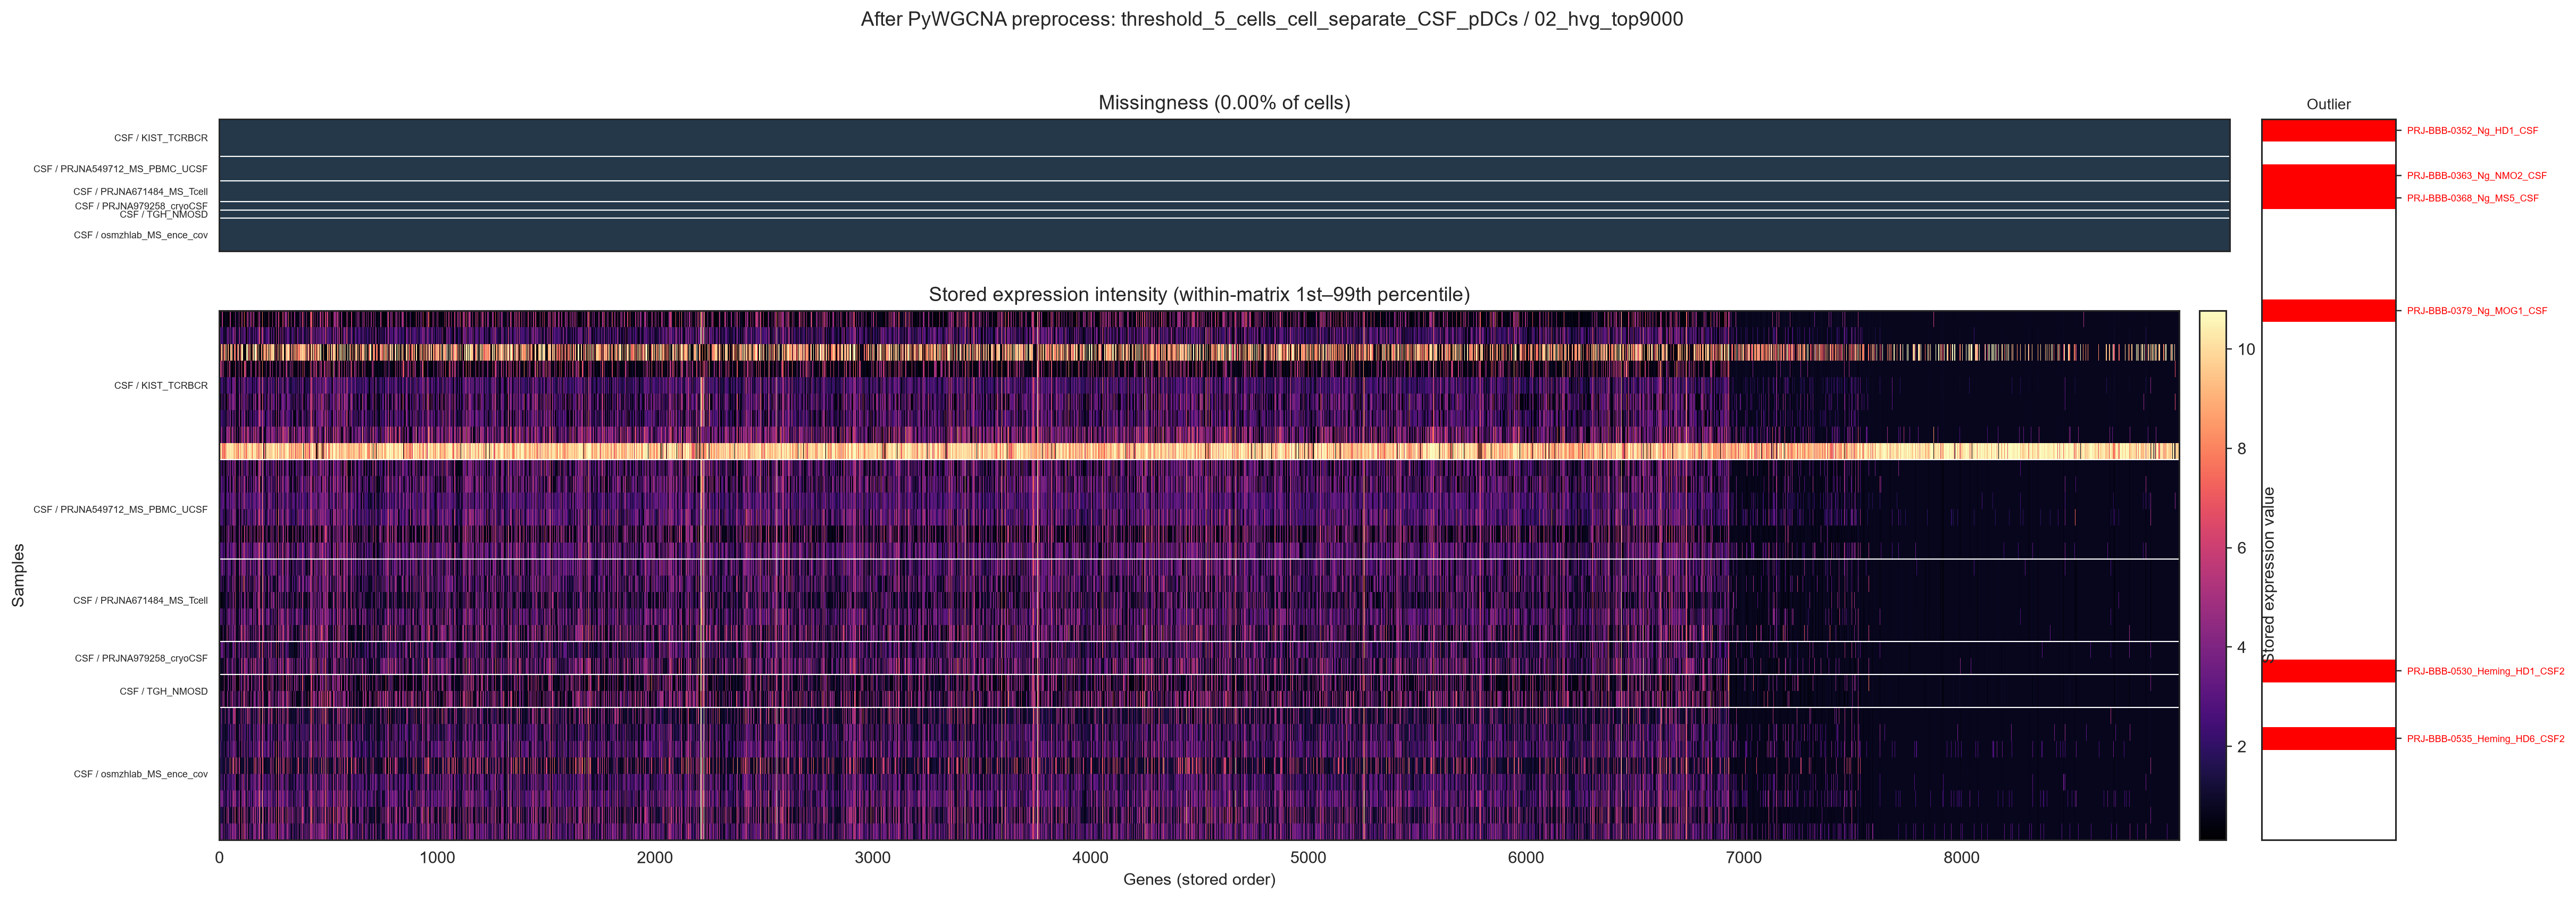 After PyWGCNA preprocess: threshold_5_cells_cell_separate_CSF_pDCs / 02_hvg_top9000
Missingness (0.00% of cells)
Outlier
CSF / KIST_TCRBCR
CSF / PRJNA549712_MS_PBMC_UCSF
CSF / PRJNA671484_MS_Tcell
CSF / PRJNA979258_cryoCSF
CSF / TGH_NMOSD
CSF / osmzhlab_MS_ence_cov
PRJ-BBB-0352_Ng_HD1_CSF
PRJ-BBB-0363_Ng_NMO2_CSF
PRJ-BBB-0368_Ng_MS5_CSF
PRJ-BBB-0379_Ng_MOG1_CSF
PRJ-BBB-0530_Heming_HD1_CSF2
PRJ-BBB-0535_Heming_HD6_CSF2
Stored expression intensity (within-matrix 1st–99th percentile)
Samples
CSF / KIST_TCRBCR
CSF / PRJNA549712_MS_PBMC_UCSF
CSF / PRJNA671484_MS_Tcell
CSF / PRJNA979258_cryoCSF
CSF / TGH_NMOSD
CSF / osmzhlab_MS_ence_cov
10
8
6
4
2
Stored expression value
0 1000 2000 3000 4000 5000 6000 7000 8000
Genes (stored order)